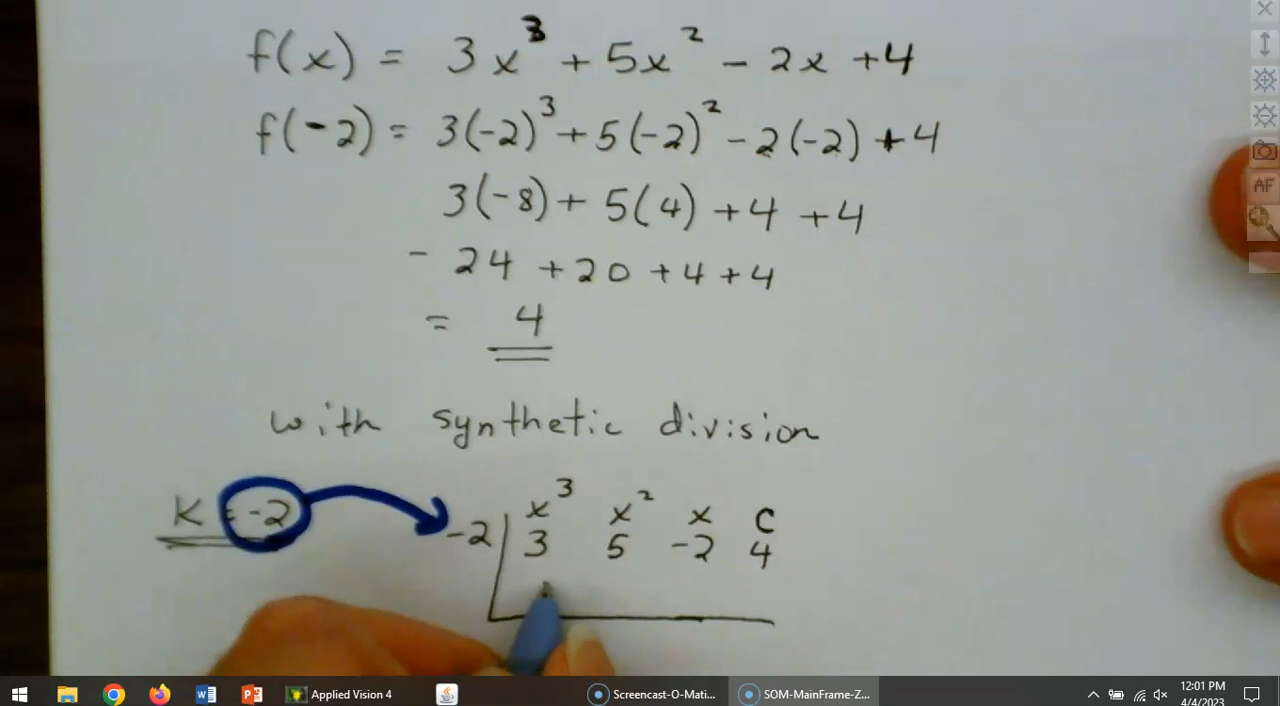 f(x) = 3x³ + 5x² - 2x + 4
f(-2) = 3(-2)³ + 5(-2)² - 2(-2) + 4
3(-8) + 5(4) + 4 + 4
- 24 + 20 + 4 + 4
= 4
with synthetic division
K = -2
x³ x² x C
-2 3 5 -2 4
AF
Applied Vision 4
Screencast-O-Mati...
SOM-MainFrame-Z...
12:01 PM
4/4/2023